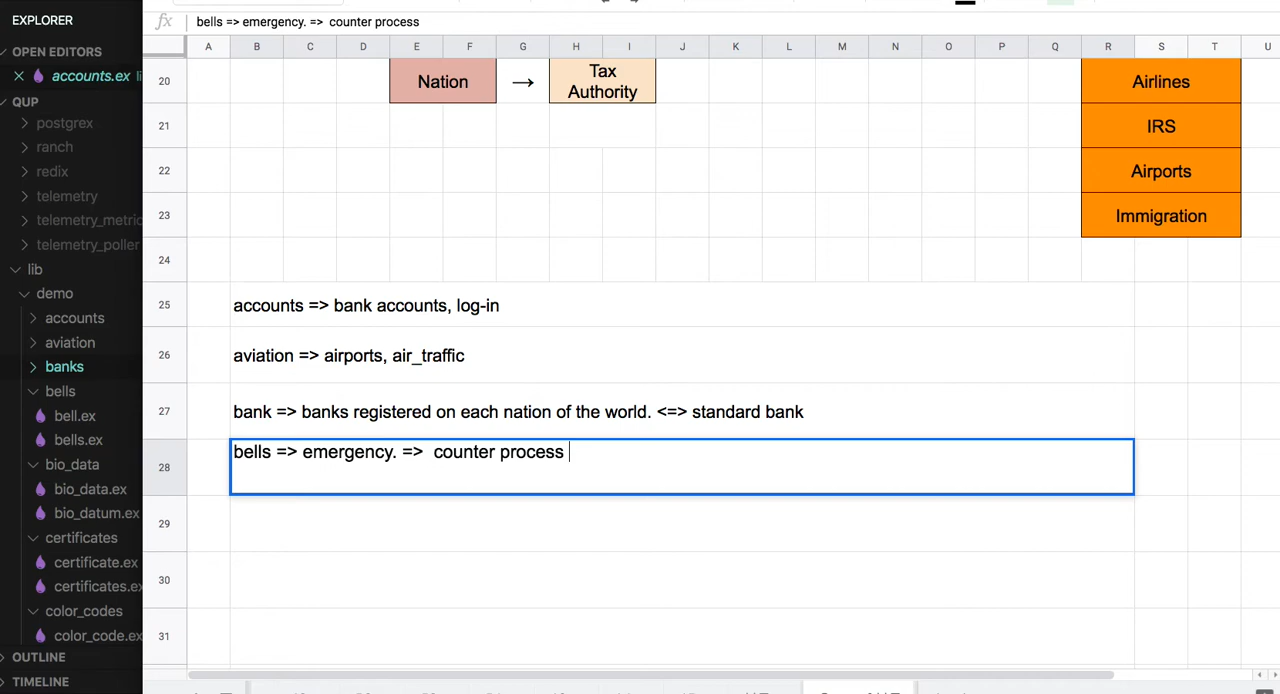 EXPLORER
OPEN EDITORS
accounts.ex li
QUP
postgrex
ranch
redix
telemetry
telemetry_metric
telemetry_poller
lib
demo
accounts
aviation
banks
bells
bell.ex
bells.ex
bio_data
bio_data.ex
bio_datum.ex
certificates
certificate.ex
certificates.ex
color_codes
color_code.ex
OUTLINE
TIMELINE
fx bells => emergency. => counter process
A B C D E F G H I J K L M N O P Q R S T U
20 Nation → Tax Authority Airlines
21 IRS
22 Airports
23 Immigration
24
25 accounts => bank accounts, log-in
26 aviation => airports, air_traffic
27 bank => banks registered on each nation of the world. <=> standard bank
28 bells => emergency. => counter process
29
30
31